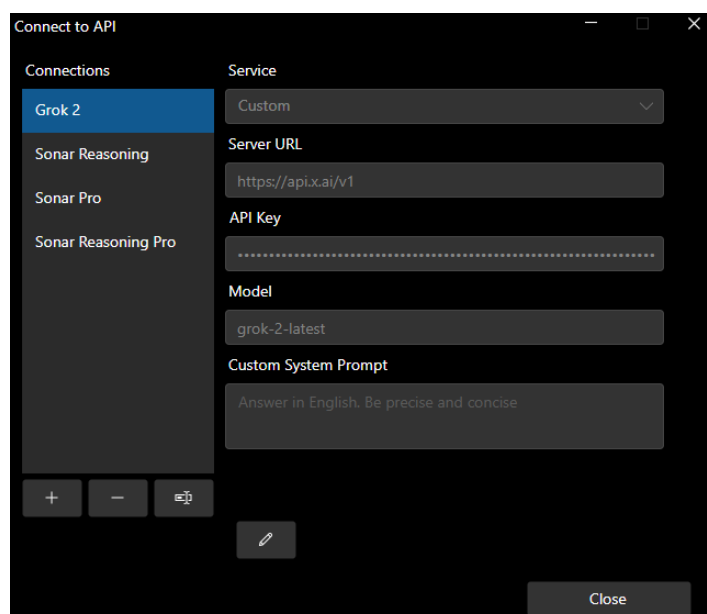 Connect to API
Connections
Grok 2
Sonar Reasoning
Sonar Pro
Sonar Reasoning Pro
Service
Custom
Server URL
https://api.x.ai/v1
API Key
Model
grok-2-latest
Custom System Prompt
Answer in English. Be precise and concise
Close